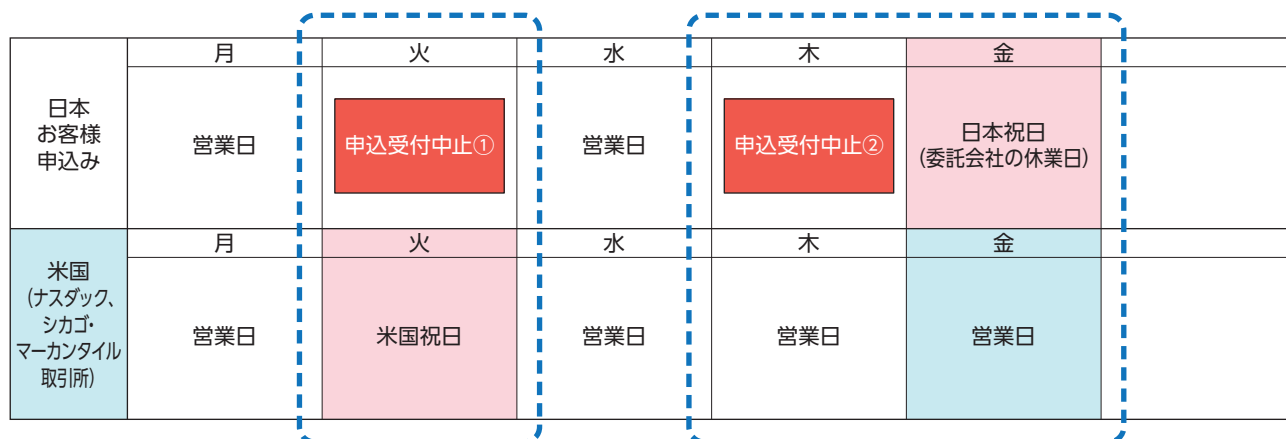 月 火 水 木 金
日本
お客様
申込み
営業日 申込受付中止① 営業日 申込受付中止② 日本祝日
(委託会社の休業日)
月 火 水 木 金
米国
(ナスダック、
シカゴ・
マーカンタイル
取引所)
営業日 米国祝日 営業日 営業日 営業日